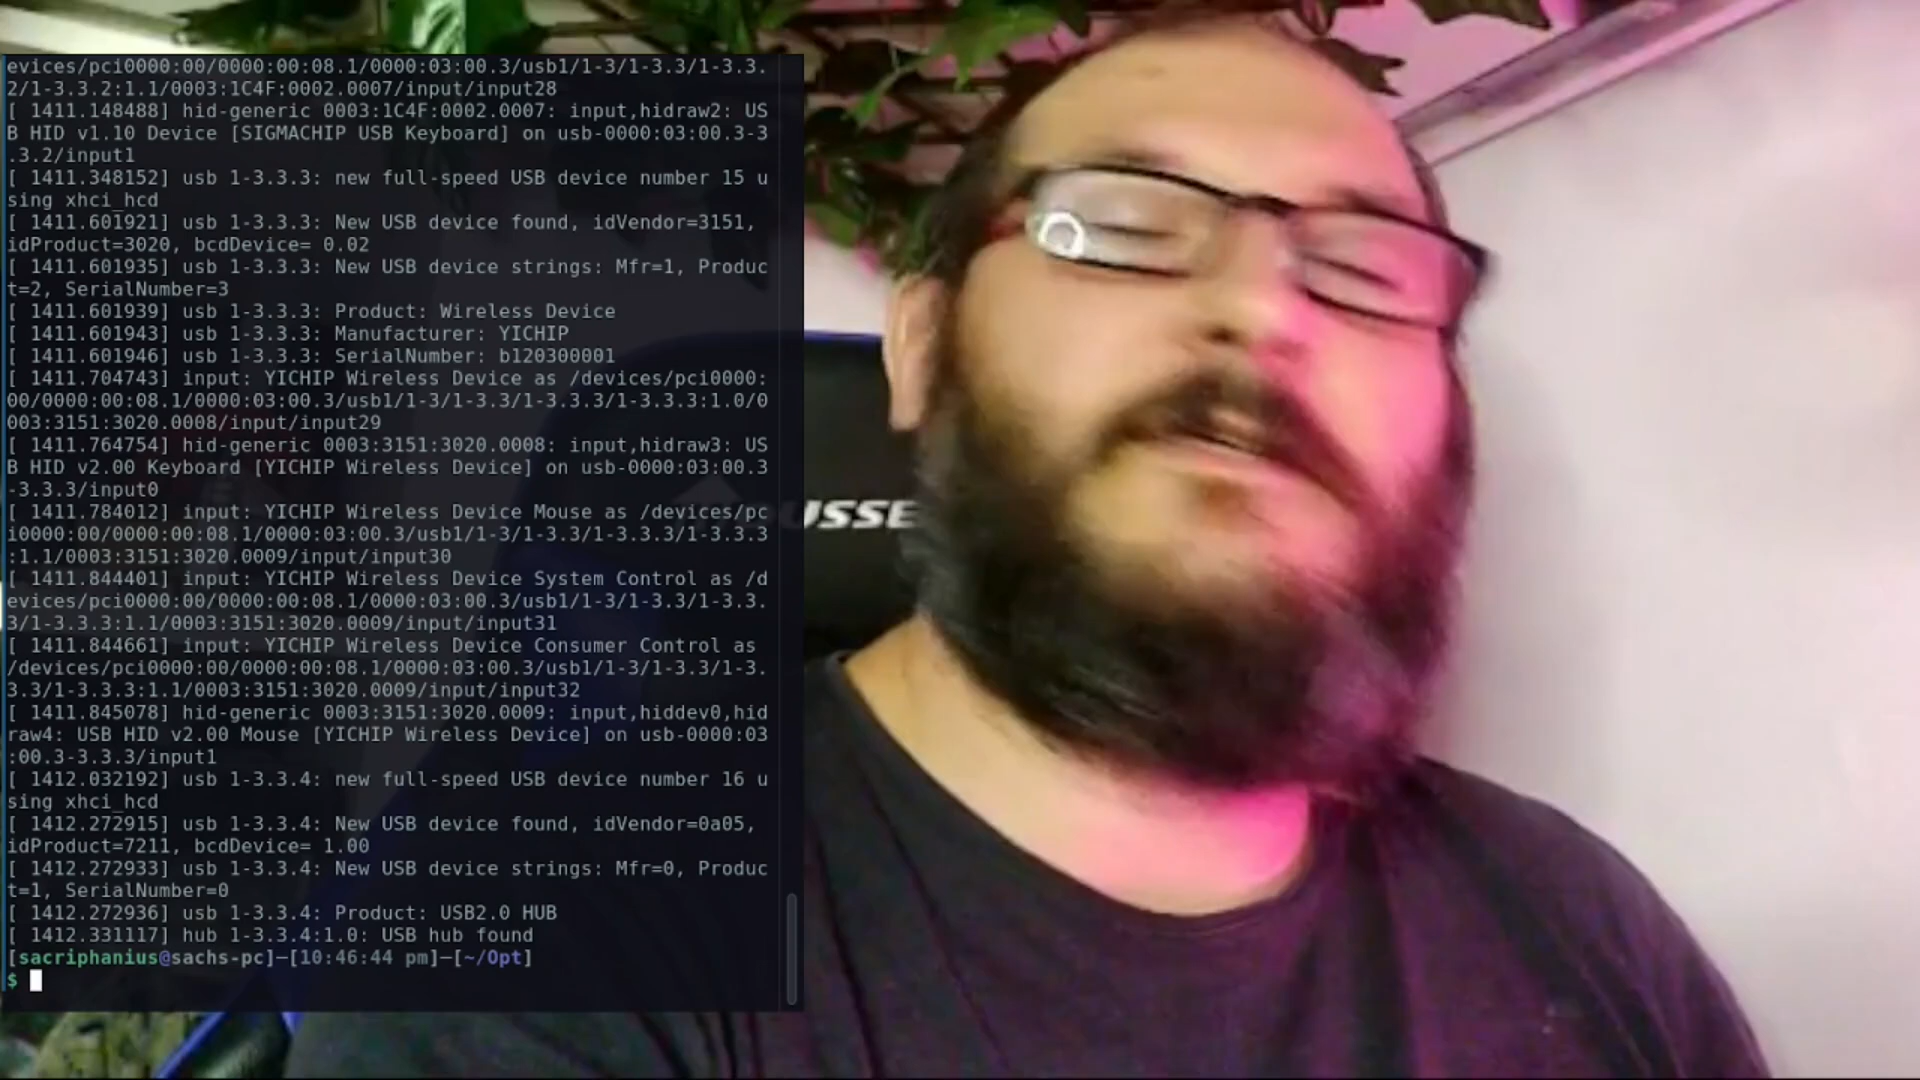 evices/pci0000:00/0000:00:08.1/0000:03:00.3/usb1/1-3/1-3.3/1-3.3.
2/1-3.3.2:1.1/0003:1C4F:0002.0007/input/input28
[ 1411.148488] hid-generic 0003:1C4F:0002.0007: input,hidraw2: US
B HID v1.10 Device [SIGMACHIP USB Keyboard] on usb-0000:03:00.3-3
.3.2/input1
[ 1411.348152] usb 1-3.3.3: new full-speed USB device number 15 u
sing xhci_hcd
[ 1411.601921] usb 1-3.3.3: New USB device found, idVendor=3151,
idProduct=3020, bcdDevice= 0.02
[ 1411.601935] usb 1-3.3.3: New USB device strings: Mfr=1, Produc
t=2, SerialNumber=3
[ 1411.601939] usb 1-3.3.3: Product: Wireless Device
[ 1411.601943] usb 1-3.3.3: Manufacturer: YICHIP
[ 1411.601946] usb 1-3.3.3: SerialNumber: b120300001
[ 1411.704743] input: YICHIP Wireless Device as /devices/pci0000:
00/0000:00:08.1/0000:03:00.3/usb1/1-3/1-3.3/1-3.3.3/1-3.3.3:1.0/0
003:3151:3020.0008/input/input29
[ 1411.764754] hid-generic 0003:3151:3020.0008: input,hidraw3: US
B HID v2.00 Keyboard [YICHIP Wireless Device] on usb-0000:03:00.3
-3.3.3/input0
[ 1411.784012] input: YICHIP Wireless Device Mouse as /devices/pc
i0000:00/0000:00:08.1/0000:03:00.3/usb1/1-3/1-3.3/1-3.3.3/1-3.3.3
:1.1/0003:3151:3020.0009/input/input30
[ 1411.844401] input: YICHIP Wireless Device System Control as /d
evices/pci0000:00/0000:00:08.1/0000:03:00.3/usb1/1-3/1-3.3/1-3.3.
3/1-3.3.3:1.1/0003:3151:3020.0009/input/input31
[ 1411.844661] input: YICHIP Wireless Device Consumer Control as
/devices/pci0000:00/0000:00:08.1/0000:03:00.3/usb1/1-3/1-3.3/1-3.
3.3/1-3.3.3:1.1/0003:3151:3020.0009/input/input32
[ 1411.845078] hid-generic 0003:3151:3020.0009: input,hiddev0,hid
raw4: USB HID v2.00 Mouse [YICHIP Wireless Device] on usb-0000:03
:00.3-3.3.3/input1
[ 1412.032192] usb 1-3.3.4: new full-speed USB device number 16 u
sing xhci_hcd
[ 1412.272915] usb 1-3.3.4: New USB device found, idVendor=0a05,
idProduct=7211, bcdDevice= 1.00
[ 1412.272933] usb 1-3.3.4: New USB device strings: Mfr=0, Produc
t=1, SerialNumber=0
[ 1412.272936] usb 1-3.3.4: Product: USB2.0 HUB
[ 1412.331117] hub 1-3.3.4:1.0: USB hub found
[sacriphanius@sachs-pc]—[10:46:44 pm]—[~/Opt]
$